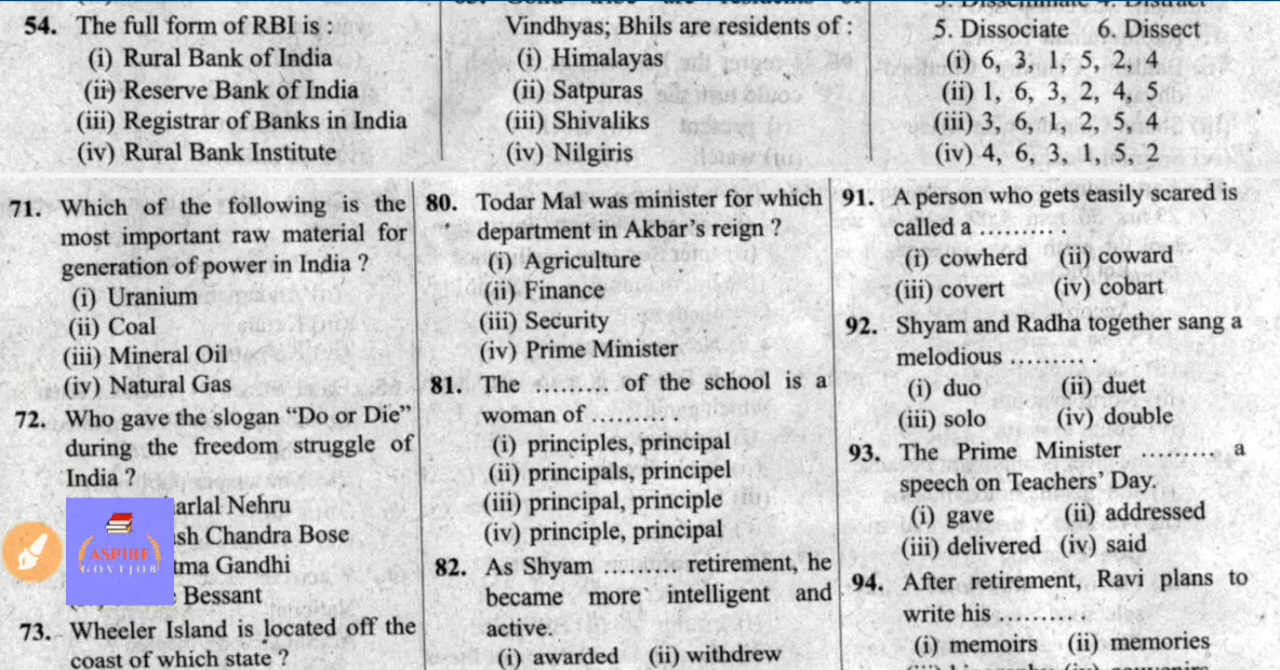 54. The full form of RBI is :
(i) Rural Bank of India
(ii) Reserve Bank of India
(iii) Registrar of Banks in India
(iv) Rural Bank Institute
Vindhyas; Bhils are residents of :
(i) Himalayas
(ii) Satpuras
(iii) Shivaliks
(iv) Nilgiris
5. Dissociate 6. Dissect
(i) 6, 3, 1, 5, 2, 4
(ii) 1, 6, 3, 2, 4, 5
(iii) 3, 6, 1, 2, 5, 4
(iv) 4, 6, 3, 1, 5, 2
71. Which of the following is the
most important raw material for
generation of power in India ?
(i) Uranium
(ii) Coal
(iii) Mineral Oil
(iv) Natural Gas
72. Who gave the slogan “Do or Die”
during the freedom struggle of
India ?
arlal Nehru
ash Chandra Bose
tma Gandhi
Bessant
ASPIRE
GOVTJOB
73. Wheeler Island is located off the
coast of which state ?
80. Todar Mal was minister for which
department in Akbar’s reign ?
(i) Agriculture
(ii) Finance
(iii) Security
(iv) Prime Minister
81. The ......... of the school is a
woman of ............
(i) principles, principal
(ii) principals, principel
(iii) principal, principle
(iv) principle, principal
82. As Shyam ......... retirement, he
became more intelligent and
active.
(i) awarded (ii) withdrew
91. A person who gets easily scared is
called a .......... .
(i) cowherd (ii) coward
(iii) covert (iv) cobart
92. Shyam and Radha together sang a
melodious .......... .
(i) duo (ii) duet
(iii) solo (iv) double
93. The Prime Minister ......... a
speech on Teachers’ Day.
(i) gave (ii) addressed
(iii) delivered (iv) said
94. After retirement, Ravi plans to
write his ..........
(i) memoirs (ii) memories